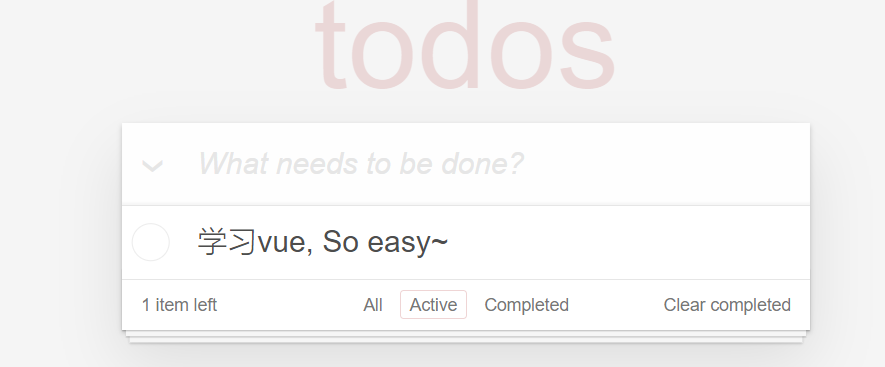 todos
What needs to be done?
学习vue, So easy~
1 item left All Active Completed Clear completed